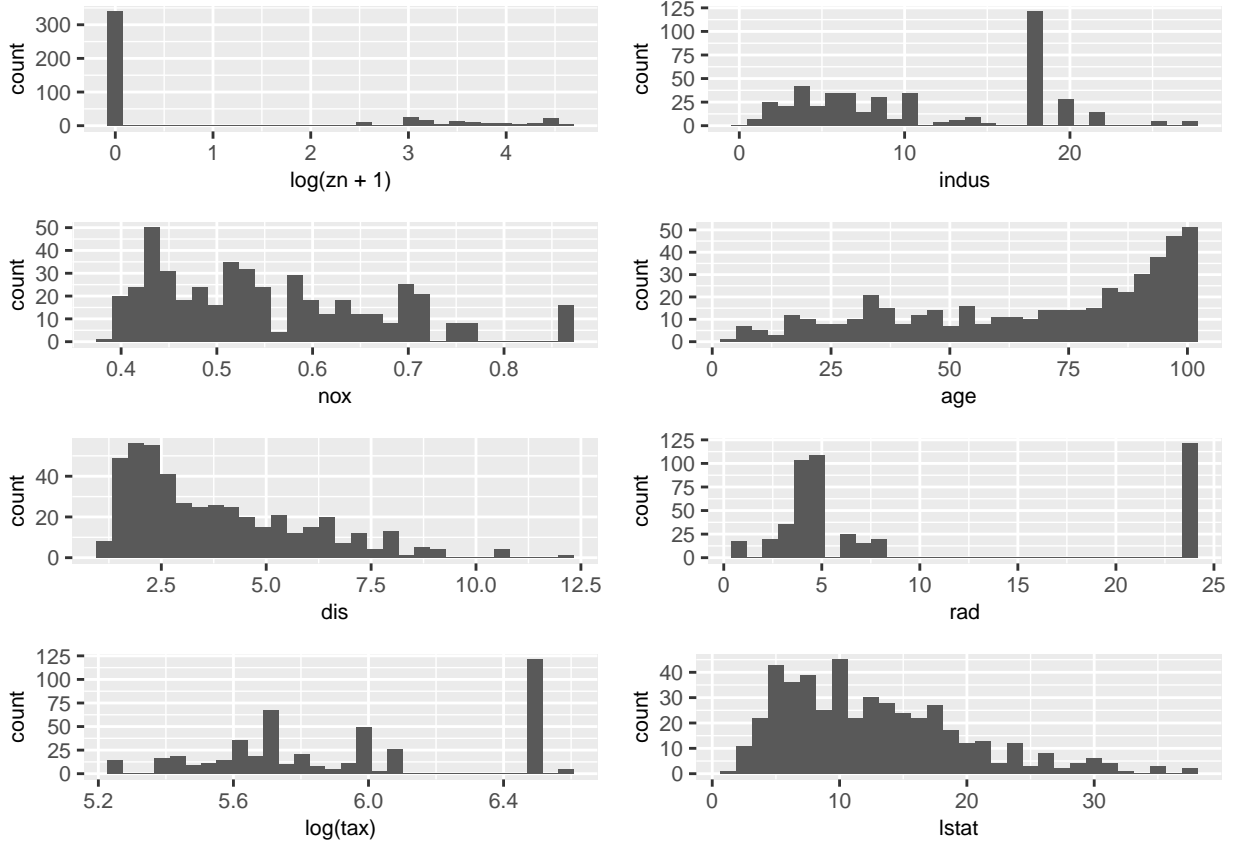 count
300
200
100
0
0 1 2 3 4
log(zn + 1)
count
125
100
75
50
25
0
0 10 20
indus
count
50
40
30
20
10
0
0.4 0.5 0.6 0.7 0.8
nox
count
50
40
30
20
10
0
0 25 50 75 100
age
count
40
20
0
2.5 5.0 7.5 10.0 12.5
dis
count
125
100
75
50
25
0
0 5 10 15 20 25
rad
count
125
100
75
50
25
0
5.2 5.6 6.0 6.4
log(tax)
count
40
30
20
10
0
0 10 20 30
lstat